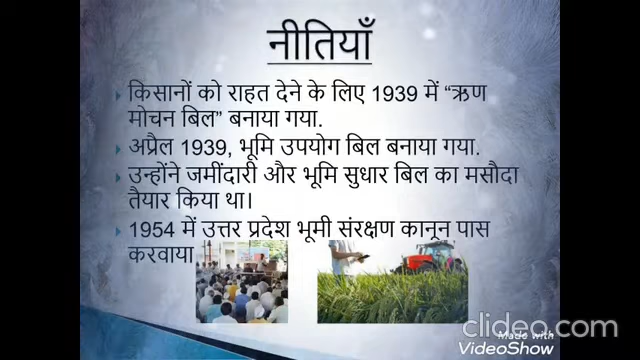 नीतियाँ
किसानों को राहत देने के लिए 1939 में “ऋण
मोचन बिल” बनाया गया.
अप्रैल 1939, भूमि उपयोग बिल बनाया गया.
उन्होंने जमींदारी और भूमि सुधार बिल का मसौदा
तैयार किया था।
1954 में उत्तर प्रदेश भूमी संरक्षण कानून पास
करवाया
clideo.com
Made with
VideoShow